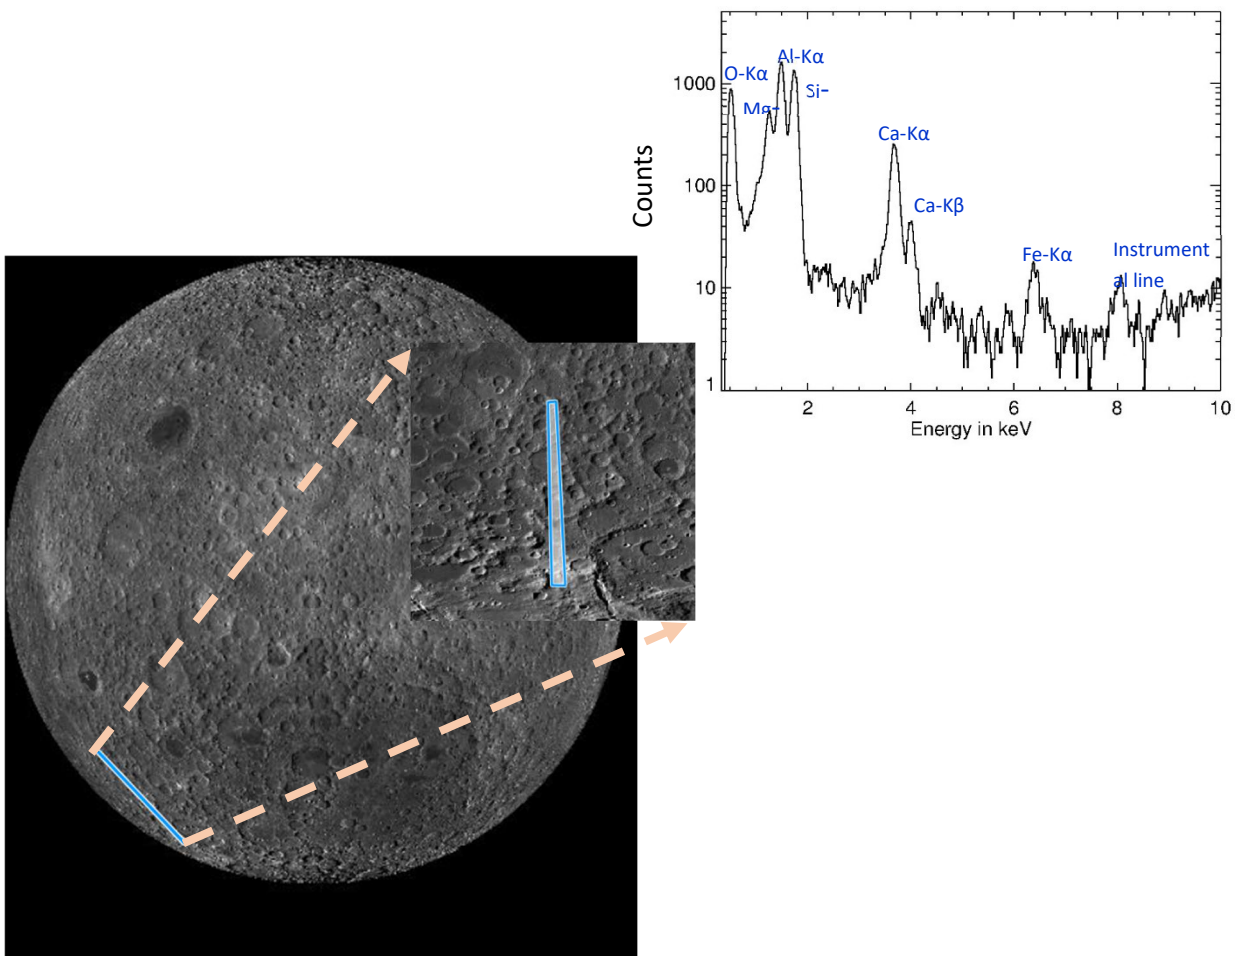 Al-Kα
O-Kα
Si-
Mg-
1000
Ca-Kα
Counts
100
Ca-Kβ
Fe-Kα
Instrument
al line
10
1
2
4
6
8
10
Energy in keV